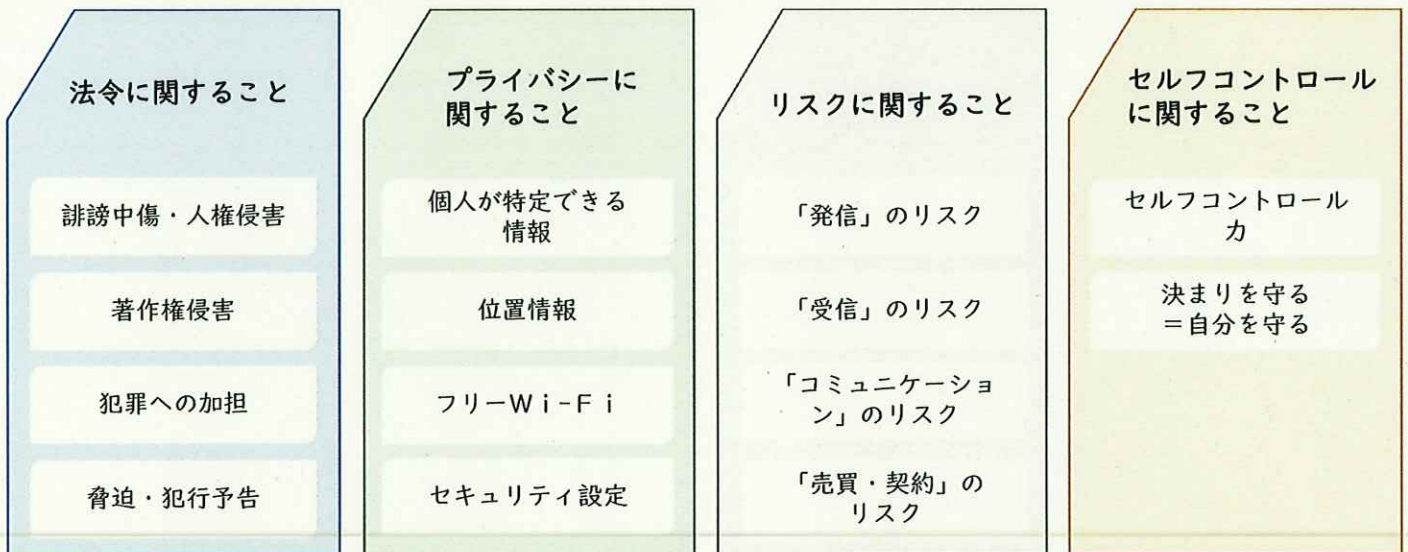 法令に関すること
誹謗中傷・人権侵害
著作権侵害
犯罪への加担
脅迫・犯行予告
プライバシーに
関すること
個人が特定できる
情報
位置情報
フリーWi-Fi
セキュリティ設定
リスクに関すること
「発信」のリスク
「受信」のリスク
「コミュニケーショ
ン」のリスク
「売買・契約」の
リスク
セルフコントロール
に関すること
セルフコントロール
力
決まりを守る
=自分を守る